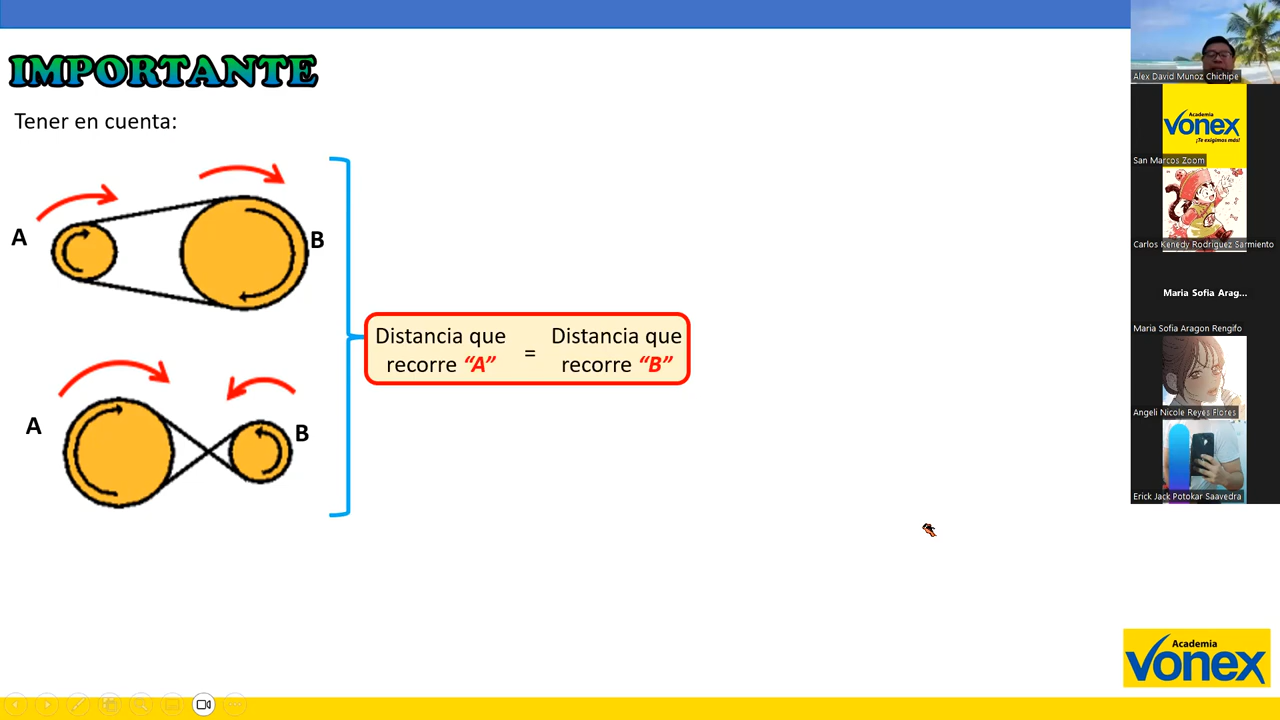 IMPORTANTE
Tener en cuenta:
A
B
A
B
Distancia que
recorre “A”
=
Distancia que
recorre “B”
Alex David Munoz Chichipe
Academia
Vonex
¡Te exigimos más!
San Marcos Zoom
Carlos Kenedy Rodriguez Sarmiento
Maria Sofia Arag...
Maria Sofia Aragon Rengifo
Angeli Nicole Reyes Flores
Erick Jack Potokar Saavedra
Academia
Vonex